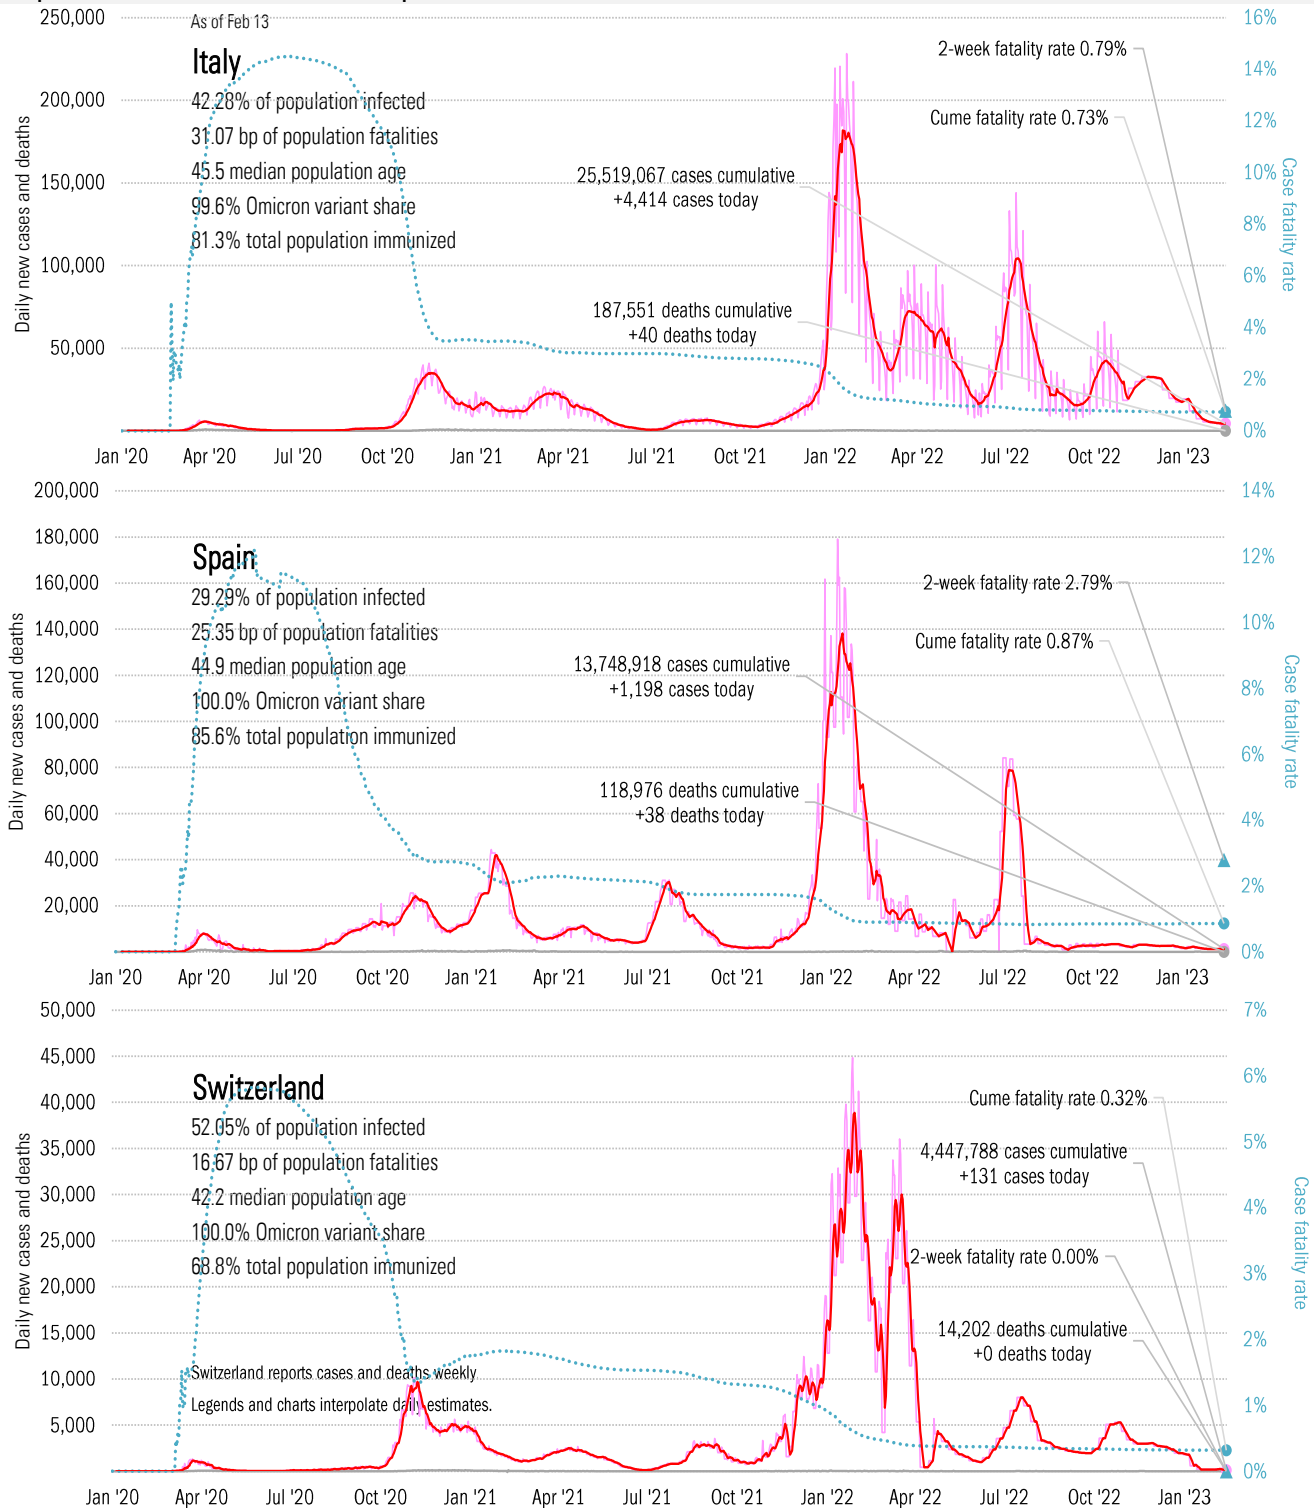 250,000
As of Feb 13
16%
Italy
2-week fatality rate 0.79%
14%
200,000
42.28% of population infected
Cume fatality rate 0.73%
12%
31.07 bp of population fatalities
150,000
45.5 median population age
25,519,067 cases cumulative
+4,414 cases today
10%
99.6% Omicron variant share
8%
81.3% total population immunized
100,000
6%
187,551 deaths cumulative
+40 deaths today
4%
50,000
2%
0%
Daily new cases and deaths
Case fatality rate
Jan '20 Apr '20 Jul '20 Oct '20 Jan '21 Apr '21 Jul '21 Oct '21 Jan '22 Apr '22 Jul '22 Oct '22 Jan '23
200,000
14%
180,000
Spain
12%
160,000
2-week fatality rate 2.79%
29.29% of population infected
140,000
10%
25.35 bp of population fatalities
Cume fatality rate 0.87%
120,000
44.9 median population age
13,748,918 cases cumulative
+1,198 cases today
8%
100.0% Omicron variant share
100,000
85.6% total population immunized
6%
80,000
118,976 deaths cumulative
+38 deaths today
60,000
4%
40,000
2%
20,000
0%
Daily new cases and deaths
Case fatality rate
Jan '20 Apr '20 Jul '20 Oct '20 Jan '21 Apr '21 Jul '21 Oct '21 Jan '22 Apr '22 Jul '22 Oct '22 Jan '23
50,000
7%
45,000
Switzerland
6%
40,000
Cume fatality rate 0.32%
52.05% of population infected
35,000
5%
16.67 bp of population fatalities
4,447,788 cases cumulative
+131 cases today
30,000
42.2 median population age
4%
100.0% Omicron variant share
25,000
2-week fatality rate 0.00%
68.8% total population immunized
3%
20,000
15,000
14,202 deaths cumulative
+0 deaths today
2%
10,000
Switzerland reports cases and deaths weekly
Legends and charts interpolate daily estimates.
1%
5,000
0%
Daily new cases and deaths
Case fatality rate
Jan '20 Apr '20 Jul '20 Oct '20 Jan '21 Apr '21 Jul '21 Oct '21 Jan '22 Apr '22 Jul '22 Oct '22 Jan '23